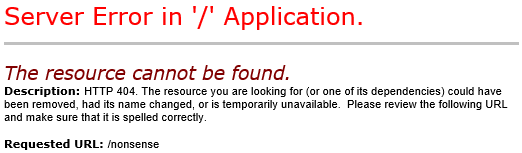 Server Error in '/' Application.
The resource cannot be found.
Description: HTTP 404. The resource you are looking for (or one of its dependencies) could have
been removed, had its name changed, or is temporarily unavailable.  Please review the following URL
and make sure that it is spelled correctly.
Requested URL: /nonsense